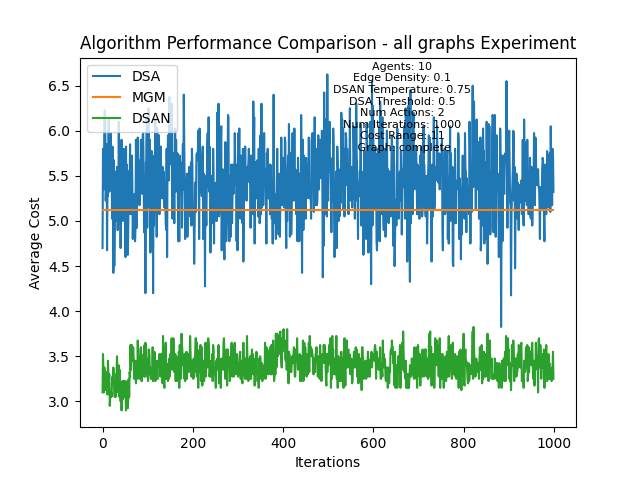 Algorithm Performance Comparison - all graphs Experiment
DSA
MGM
DSAN
Agents: 10
Edge Density: 0.1
DSAN Temperature: 0.75
DSA Threshold: 0.5
Num Actions: 2
Num Iterations: 1000
Cost Range: 11
Graph: complete
Average Cost
6.5
6.0
5.5
5.0
4.5
4.0
3.5
3.0
0 200 400 600 800 1000
Iterations